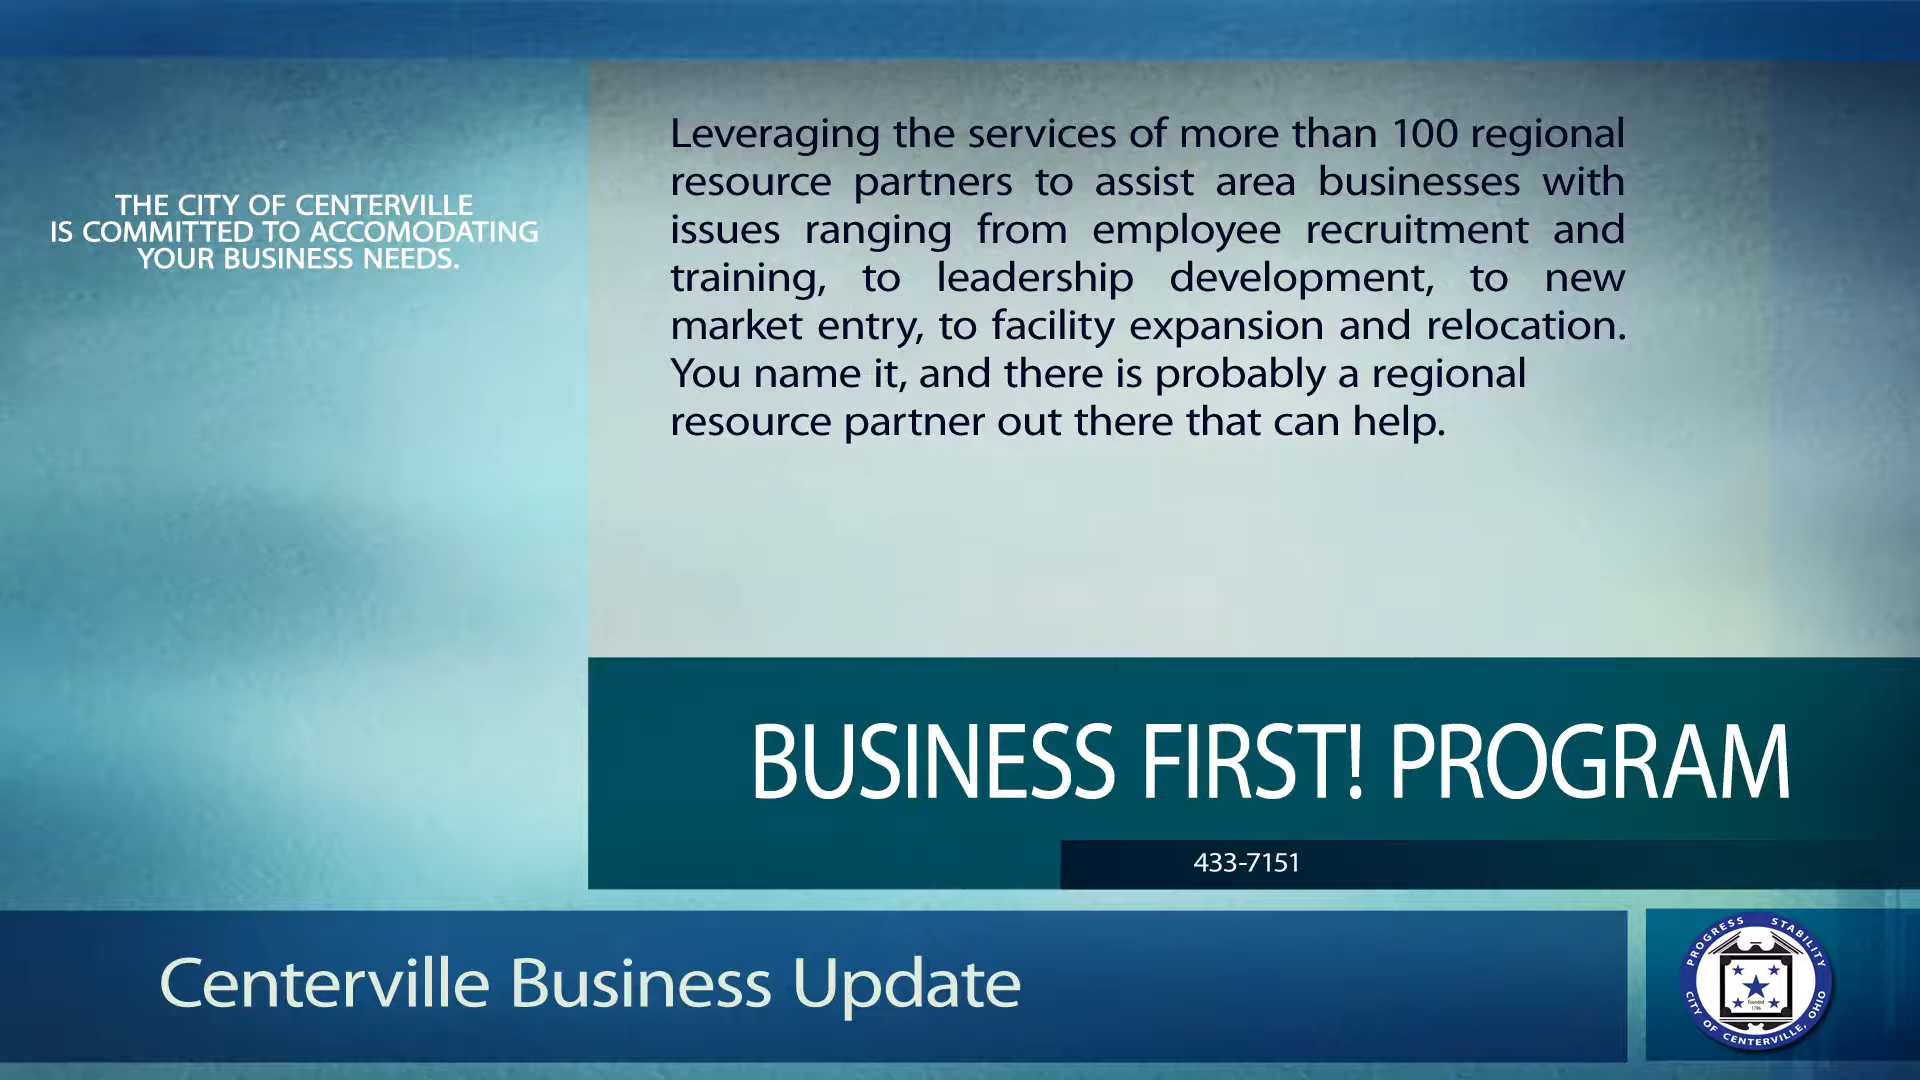 THE CITY OF CENTERVILLE
IS COMMITTED TO ACCOMODATING
YOUR BUSINESS NEEDS.
Leveraging the services of more than 100 regional
resource partners to assist area businesses with
issues ranging from employee recruitment and
training, to leadership development, to new
market entry, to facility expansion and relocation.
You name it, and there is probably a regional
resource partner out there that can help.
BUSINESS FIRST! PROGRAM
433-7151
Centerville Business Update
PROGRESS STABILITY
Founded
1796
CITY OF CENTERVILLE, OHIO